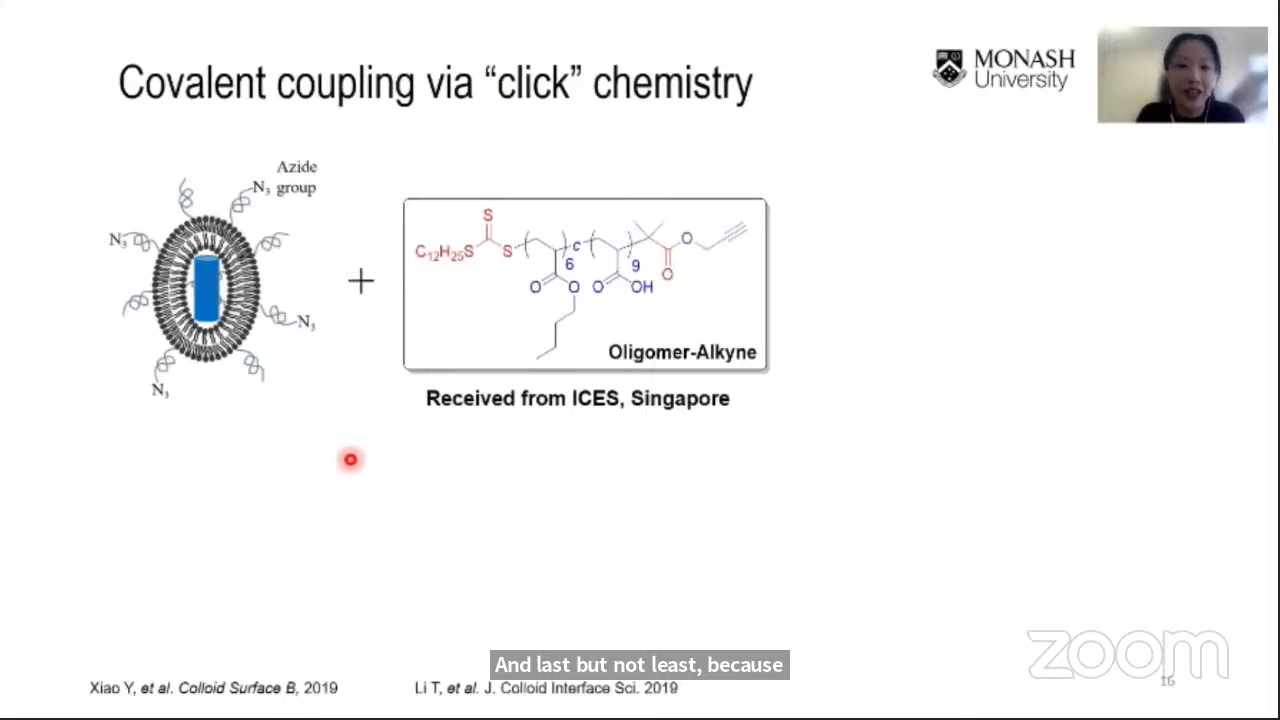 Covalent coupling via “click” chemistry
MONASH
University
Azide
group
N3
N3
N3
N3
+
C12H25S
S
S
c
6
9
O
O
O
OH
O
O
Oligomer-Alkyne
Received from ICES, Singapore
And last but not least, because
zoom
16
Xiao Y, et al. Colloid Surface B, 2019
Li T, et al. J. Colloid Interface Sci. 2019